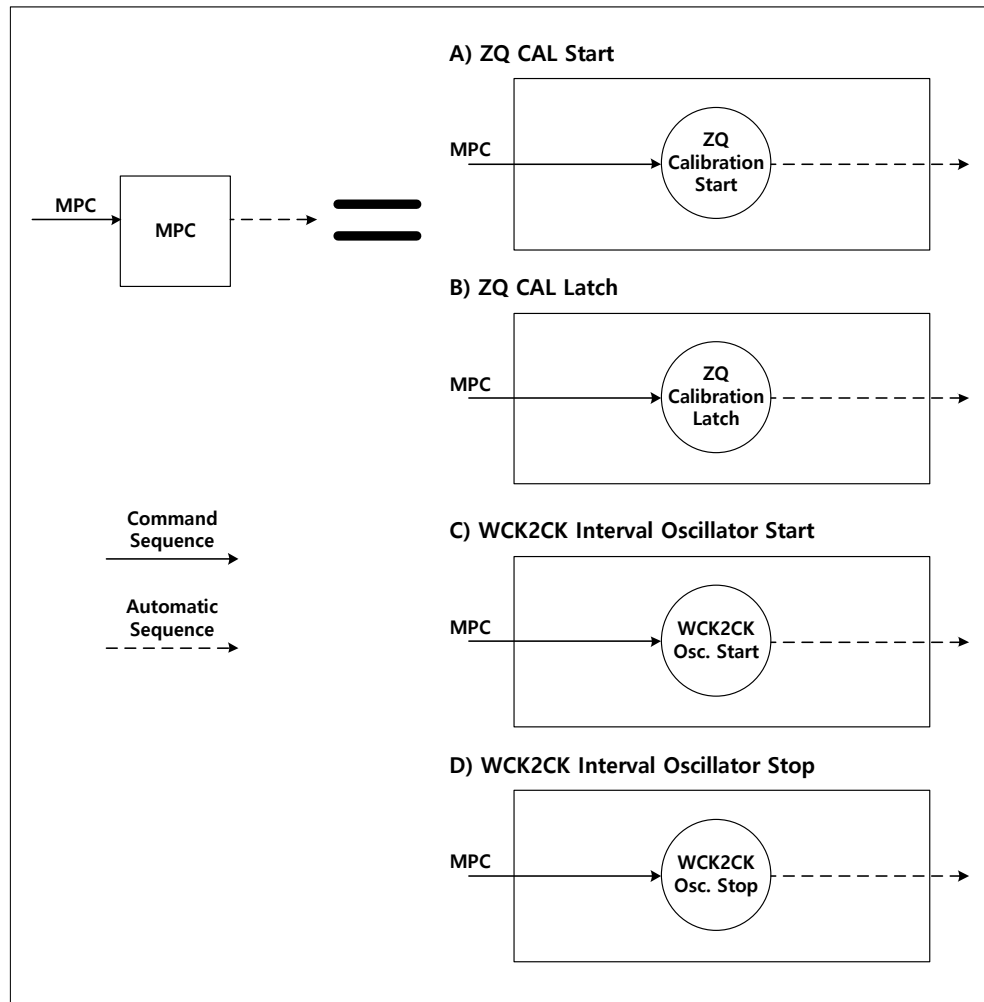 MPC
MPC
Command
Sequence
Automatic
Sequence
A) ZQ CAL Start
MPC
ZQ
Calibration
Start
B) ZQ CAL Latch
MPC
ZQ
Calibration
Latch
C) WCK2CK Interval Oscillator Start
MPC
WCK2CK
Osc. Start
D) WCK2CK Interval Oscillator Stop
MPC
WCK2CK
Osc. Stop